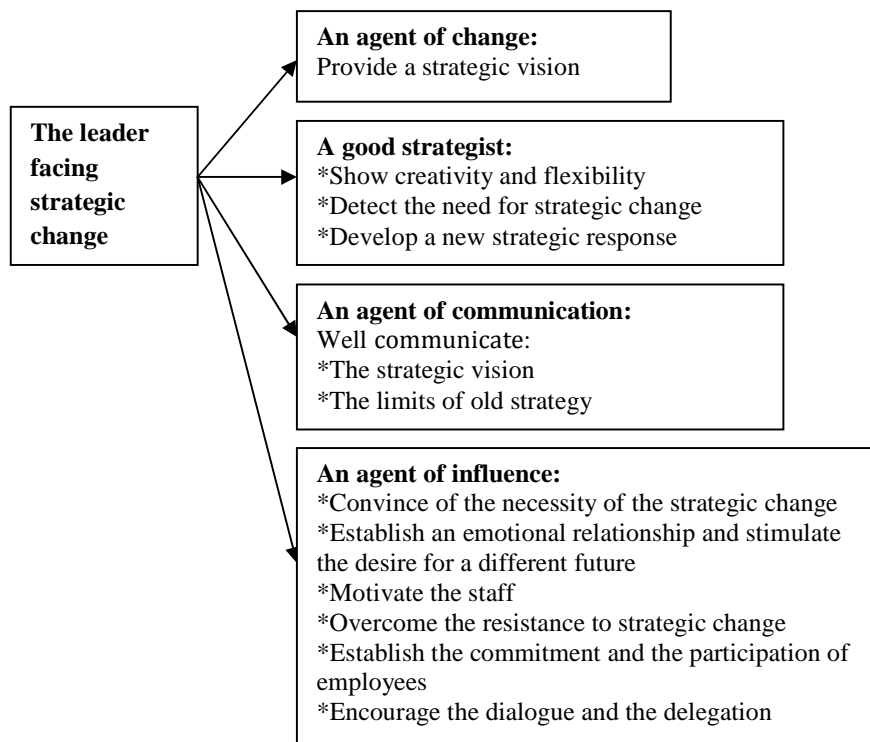 The leader
facing
strategic
change
An agent of change:
Provide a strategic vision
A good strategist:
*Show creativity and flexibility
*Detect the need for strategic change
*Develop a new strategic response
An agent of communication:
Well communicate:
*The strategic vision
*The limits of old strategy
An agent of influence:
*Convince of the necessity of the strategic change
*Establish an emotional relationship and stimulate
the desire for a different future
*Motivate the staff
*Overcome the resistance to strategic change
*Establish the commitment and the participation of
employees
*Encourage the dialogue and the delegation